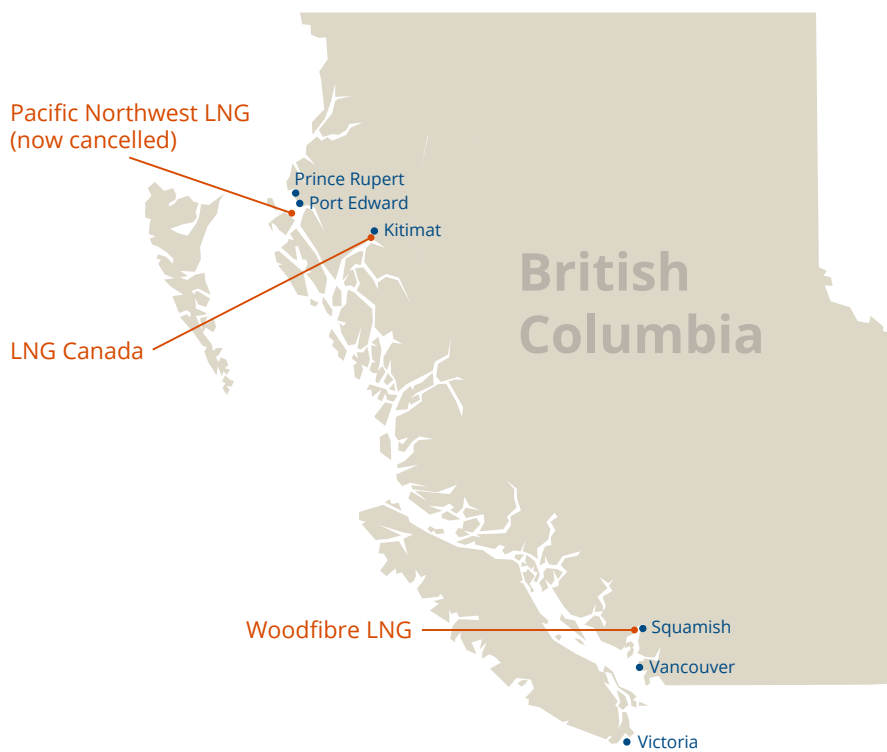 Pacific Northwest LNG
(now cancelled)
Prince Rupert
Port Edward
Kitimat
British
Columbia
LNG Canada
Woodfibre LNG
Squamish
Vancouver
Victoria